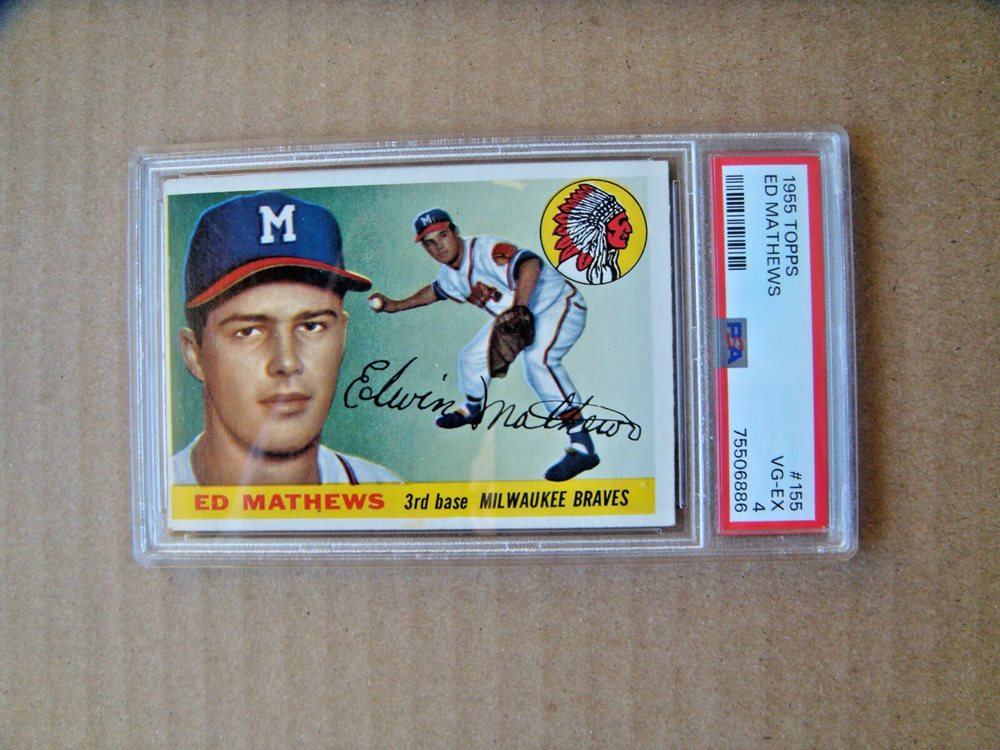 M
M
Edwin Mathews
ED MATHEWS 3rd base MILWAUKEE BRAVES
1955 TOPPS #155
ED MATHEWS VG-EX
4
PSA 75506886